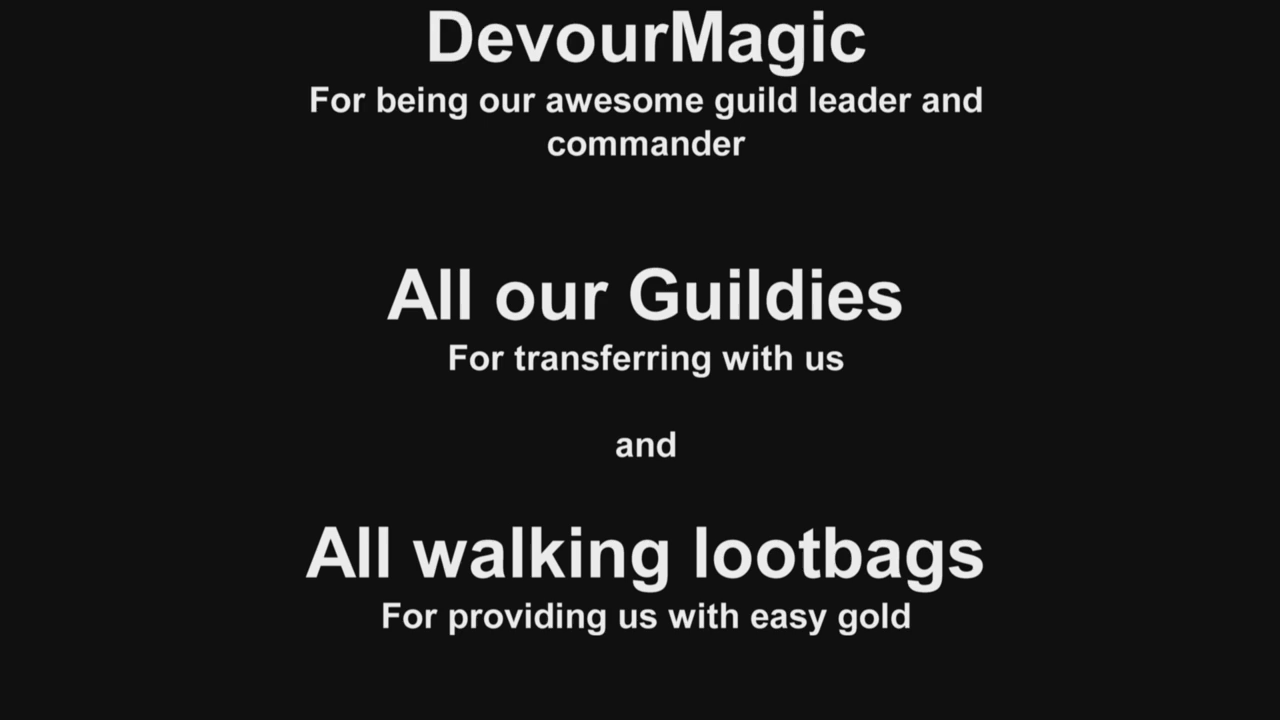 DevourMagic
For being our awesome guild leader and
commander
All our Guildies
For transferring with us
and
All walking lootbags
For providing us with easy gold